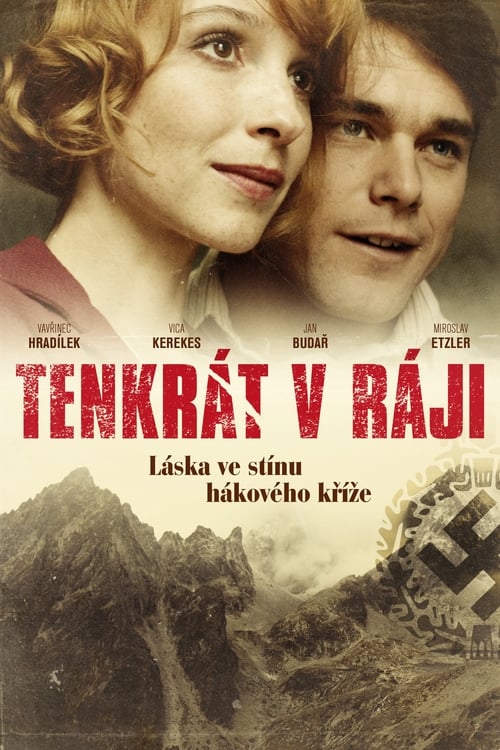 VAVŘINEC HRADÍLEK
VICA KEREKES
JAN BUDAŘ
MIROSLAV ETZLER
TENKRÁT V RÁJI
Láska ve stínu
hákového kříže